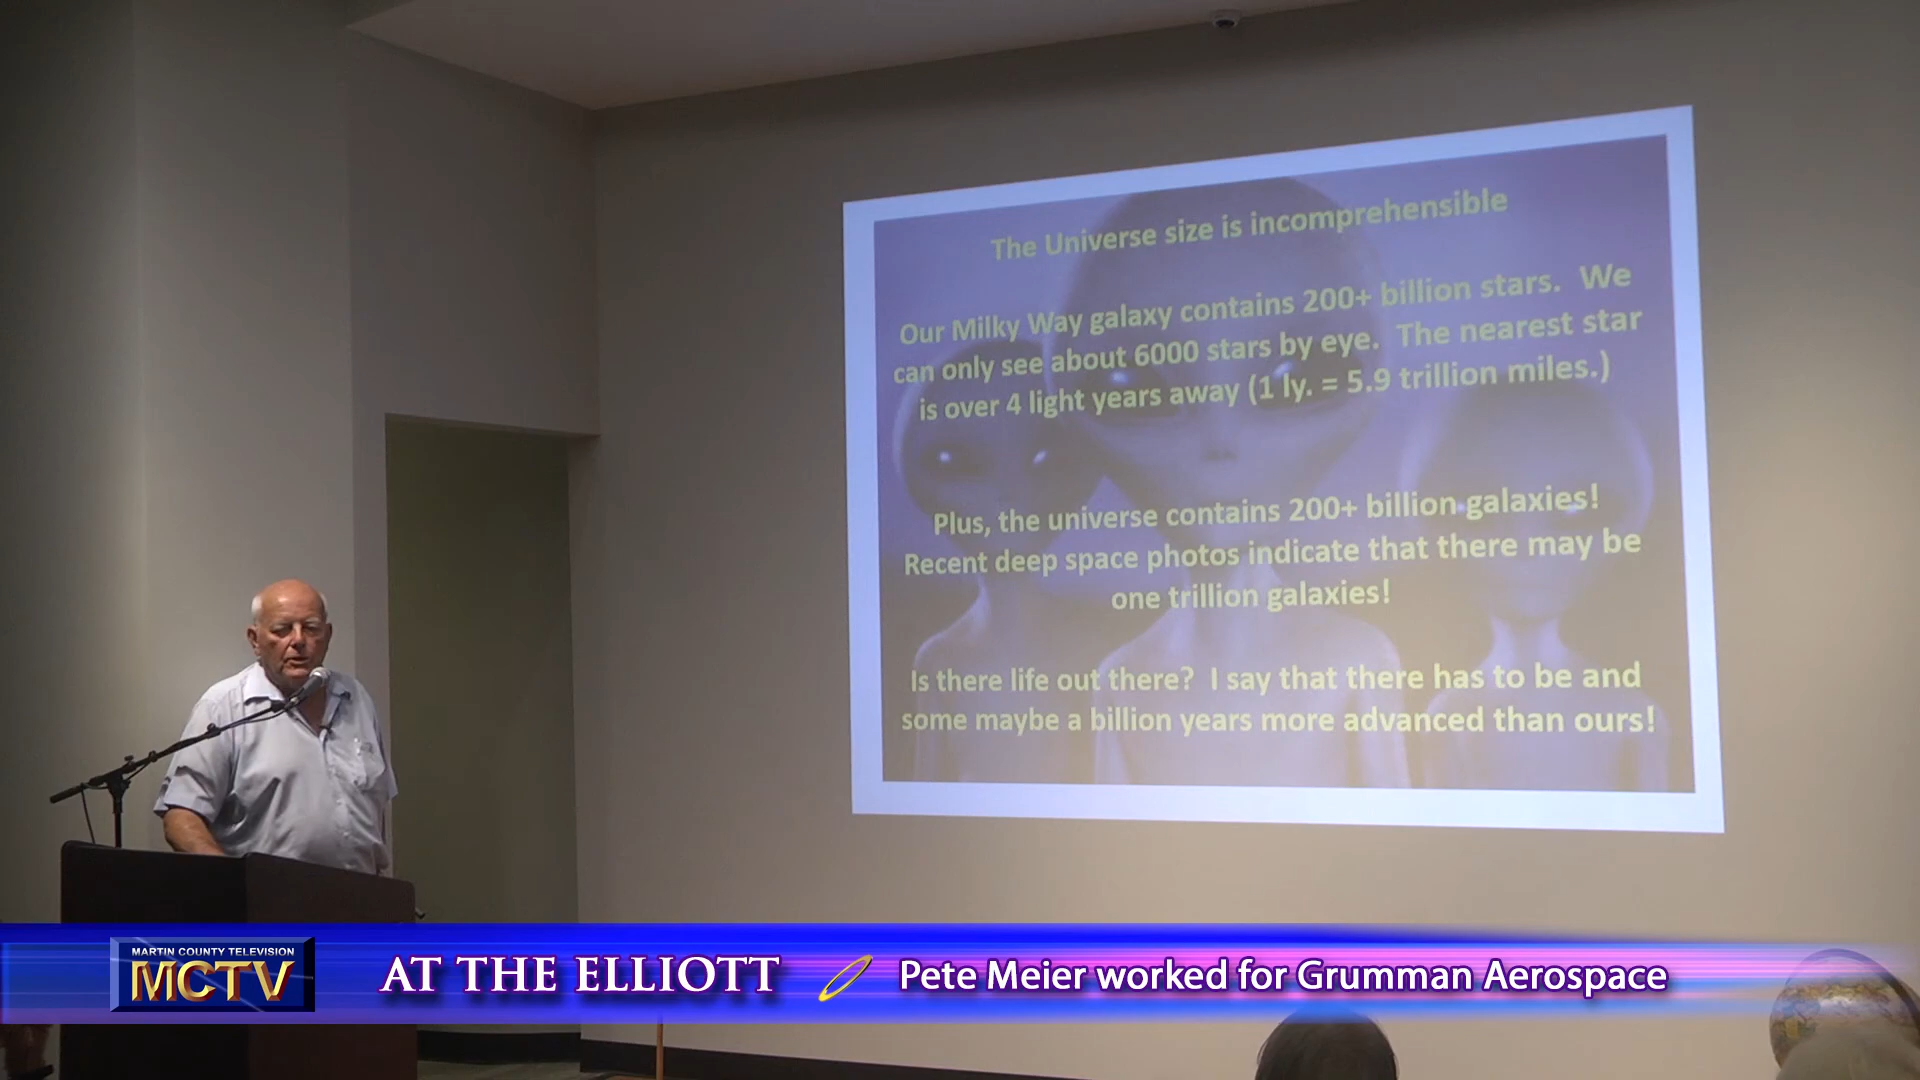 The Universe size is incomprehensible
Our Milky Way galaxy contains 200+ billion stars. We
can only see about 6000 stars by eye. The nearest star
is over 4 light years away (1 ly. = 5.9 trillion miles.)
Plus, the universe contains 200+ billion galaxies!
Recent deep space photos indicate that there may be
one trillion galaxies!
Is there life out there? I say that there has to be and
some maybe a billion years more advanced than ours!
MARTIN COUNTY TELEVISION
MCTV
AT THE ELLIOTT
Pete Meier worked for Grumman Aerospace